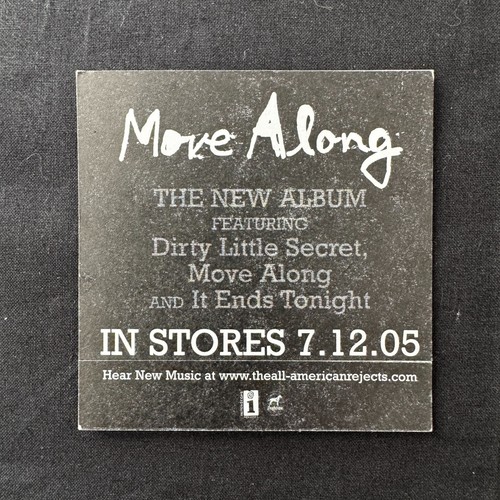 Move Along
THE NEW ALBUM
FEATURING
Dirty Little Secret,
Move Along
AND It Ends Tonight
IN STORES 7.12.05
Hear New Music at www.theall-americanrejects.com